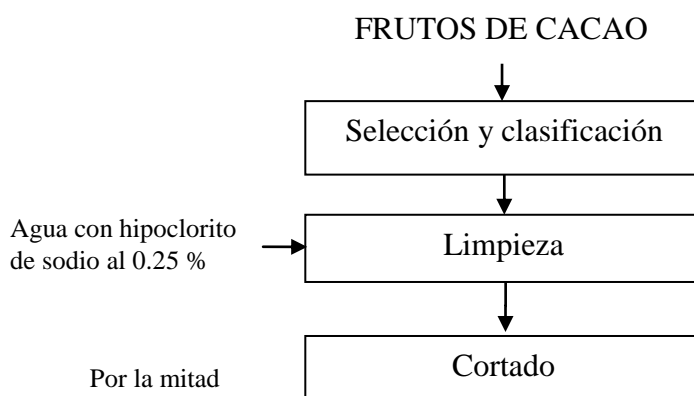 FRUTOS DE CACAO
Selección y clasificación
Agua con hipoclorito
de sodio al 0.25 %
Limpieza
Por la mitad
Cortado